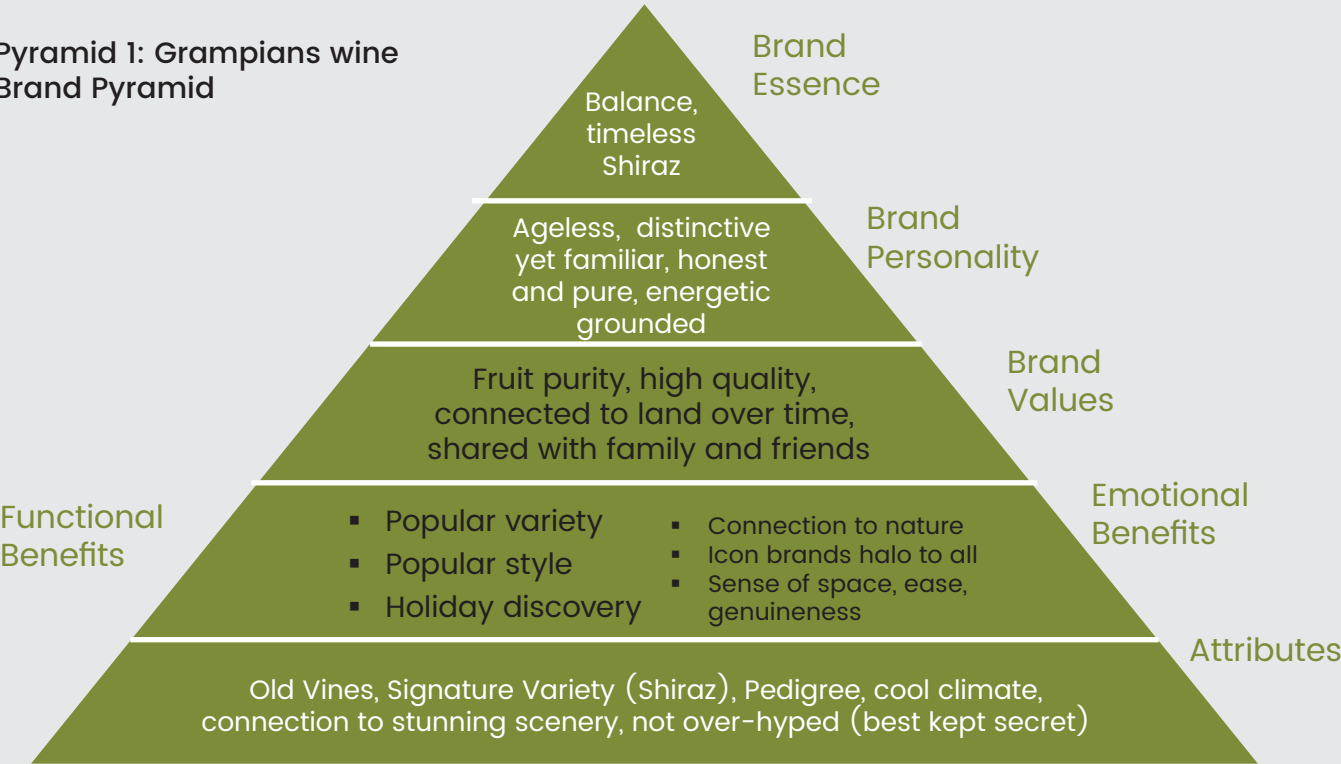 Pyramid 1: Grampians wine
Brand Pyramid
Brand
Essence
Balance,
timeless
Shiraz
Brand
Personality
Ageless, distinctive
yet familiar, honest
and pure, energetic
grounded
Brand
Values
Fruit purity, high quality,
connected to land over time,
shared with family and friends
Functional
Benefits
▪ Popular variety
▪ Popular style
▪ Holiday discovery
▪ Connection to nature
▪ Icon brands halo to all
▪ Sense of space, ease,
genuineness
Emotional
Benefits
Attributes
Old Vines, Signature Variety (Shiraz), Pedigree, cool climate,
connection to stunning scenery, not over-hyped (best kept secret)